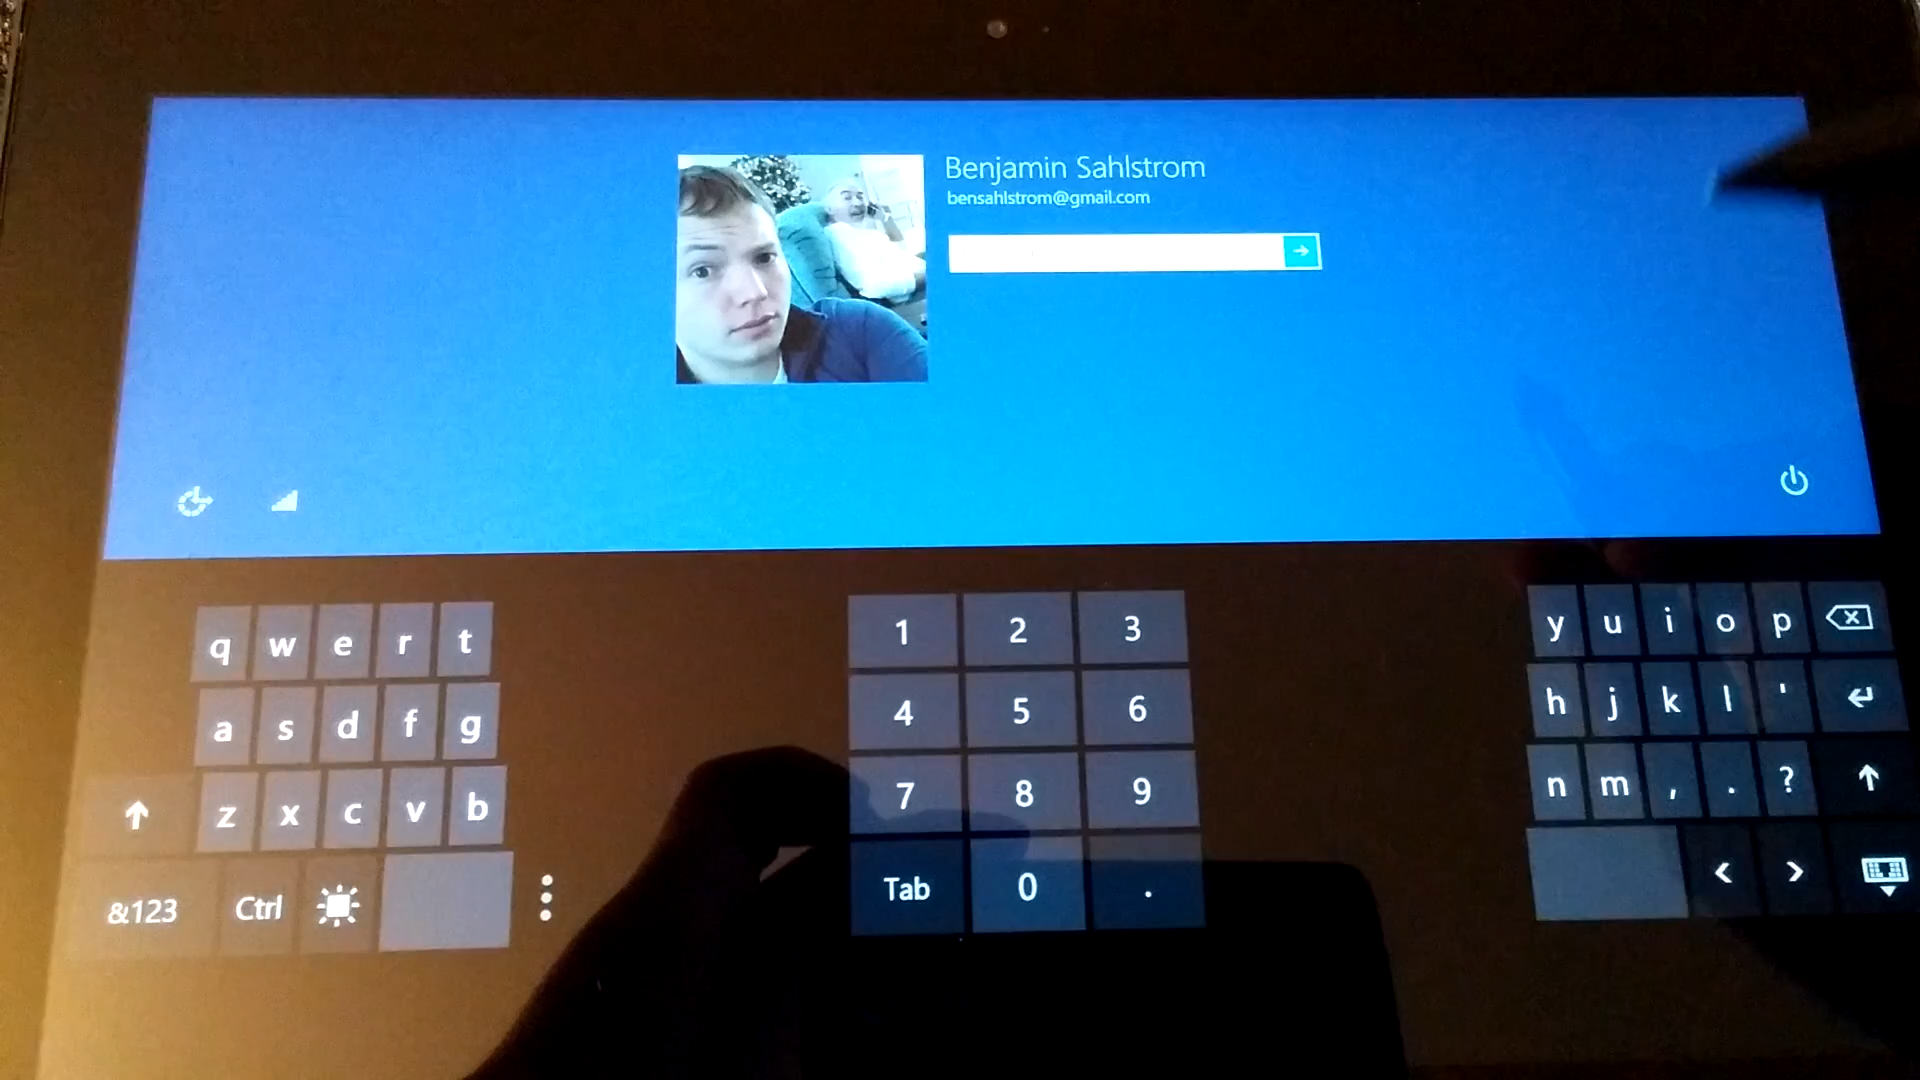 Benjamin Sahlstrom
bensahlstrom@gmail.com
q w e r t 1 2 3 y u i o p
a s d f g 4 5 6 h j k l '
z x c v b 7 8 9 n m , . ?
&123 Ctrl Tab 0 . < >